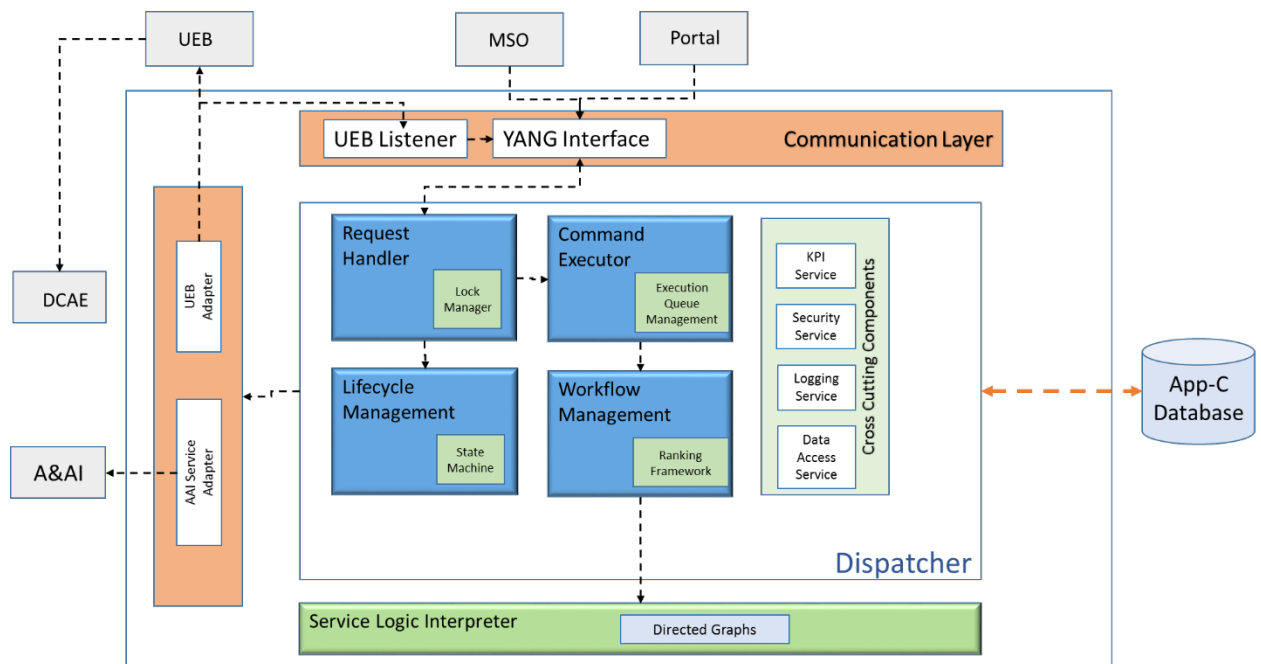 UEB
MSO
Portal
UEB Listener
YANG Interface
Communication Layer
Request
Handler
Lock
Manager
Command
Executor
Execution
Queue
Management
KPI
Service
Security
Service
Logging
Service
Data
Access
Service
Cross Cutting Components
UEB
Adapter
DCAE
Lifecycle
Management
State
Machine
Workflow
Management
Ranking
Framework
App-C
Database
A&AI
AAI Service
Adapter
Dispatcher
Service Logic Interpreter
Directed Graphs